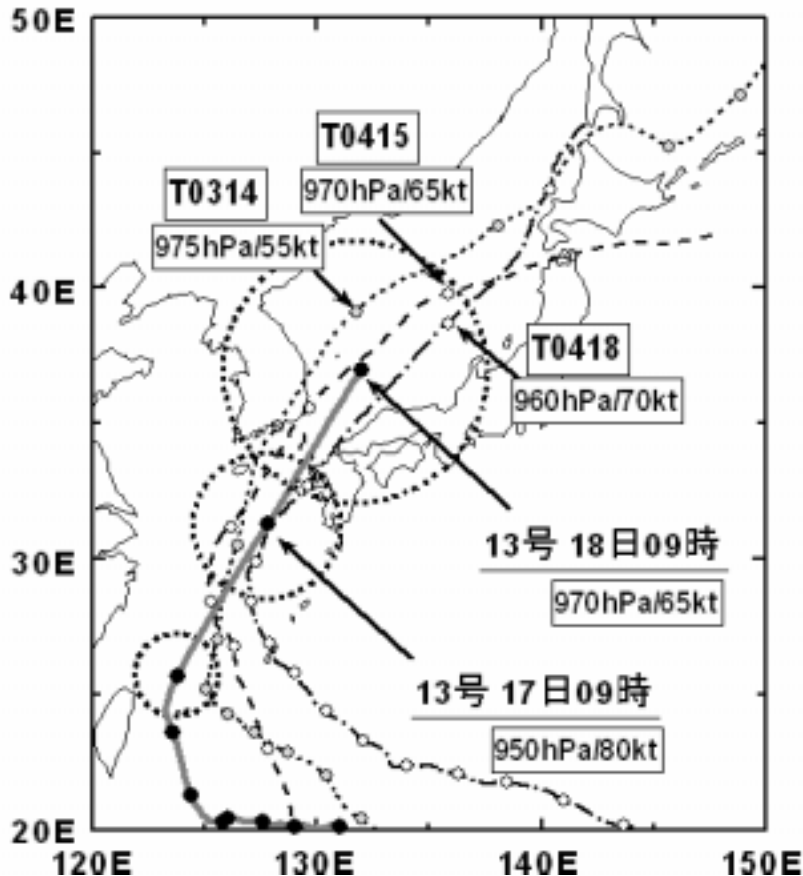 50E
T0415
970hPa/65kt
T0314
975hPa/55kt
40E
T0418
960hPa/70kt
13号 18日09時
970hPa/65kt
30E
13号 17日09時
950hPa/80kt
20E
120E 130E 140E 150E